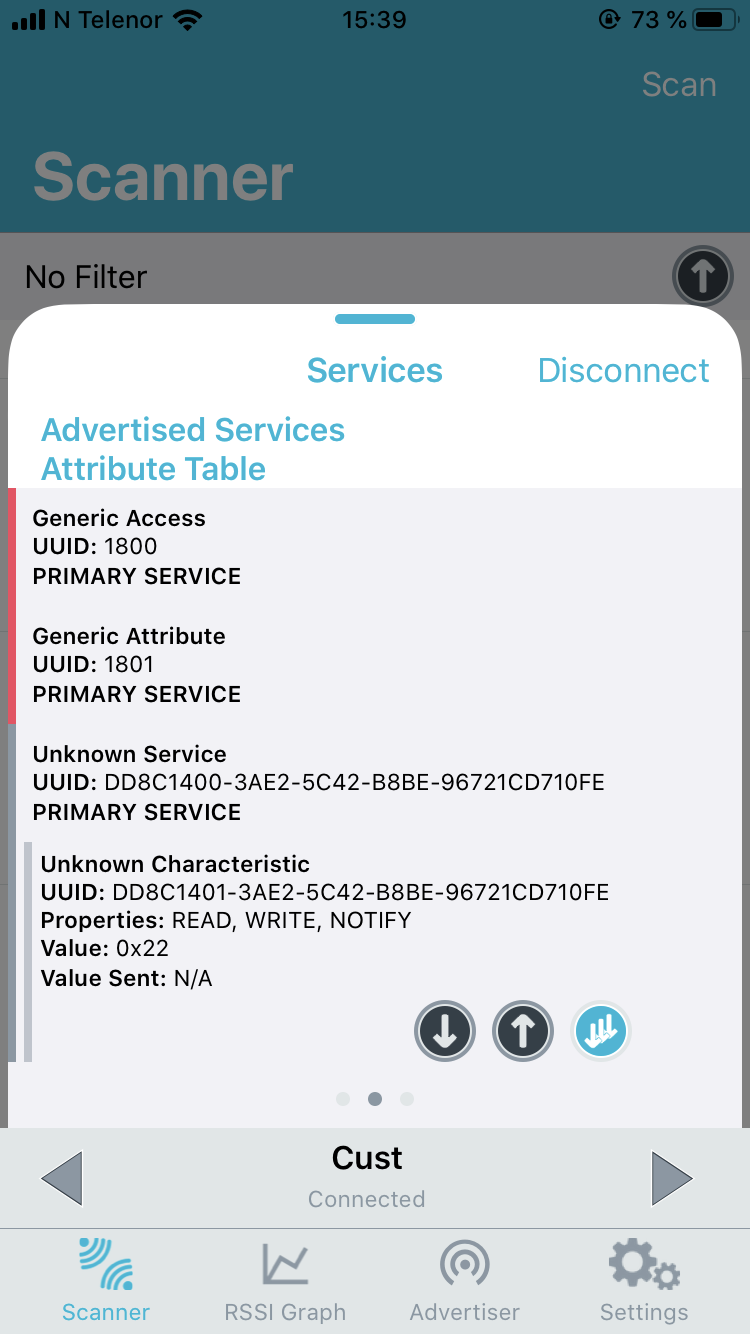 N Telenor 15:39 73 %
Scan
Scanner
No Filter
Services Disconnect
Advertised Services
Attribute Table
Generic Access
UUID: 1800
PRIMARY SERVICE
Generic Attribute
UUID: 1801
PRIMARY SERVICE
Unknown Service
UUID: DD8C1400-3AE2-5C42-B8BE-96721CD710FE
PRIMARY SERVICE
Unknown Characteristic
UUID: DD8C1401-3AE2-5C42-B8BE-96721CD710FE
Properties: READ, WRITE, NOTIFY
Value: 0x22
Value Sent: N/A
Cust
Connected
Scanner RSSI Graph Advertiser Settings